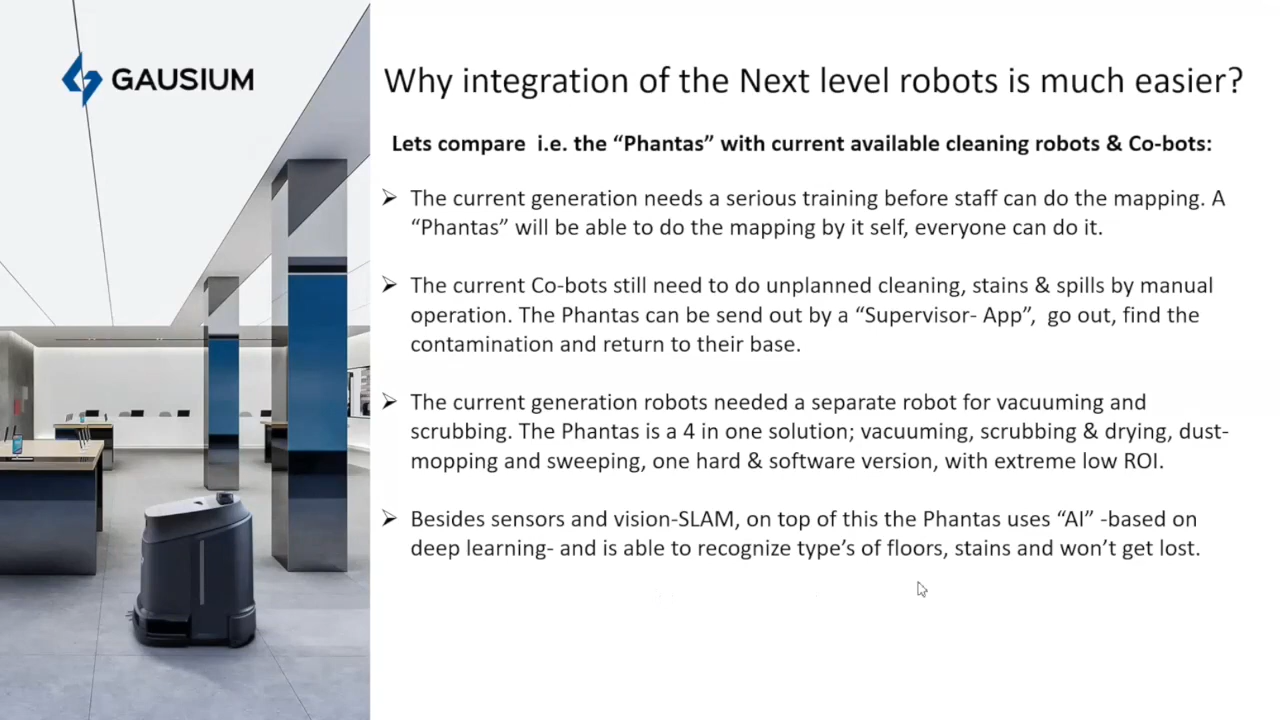 GAUSIUM
Why integration of the Next level robots is much easier?
Lets compare i.e. the “Phantas” with current available cleaning robots & Co-bots:
The current generation needs a serious training before staff can do the mapping. A
“Phantas” will be able to do the mapping by it self, everyone can do it.
The current Co-bots still need to do unplanned cleaning, stains & spills by manual
operation. The Phantas can be send out by a “Supervisor- App”, go out, find the
contamination and return to their base.
The current generation robots needed a separate robot for vacuuming and
scrubbing. The Phantas is a 4 in one solution; vacuuming, scrubbing & drying, dust-
mopping and sweeping, one hard & software version, with extreme low ROI.
Besides sensors and vision-SLAM, on top of this the Phantas uses “AI” -based on
deep learning- and is able to recognize type’s of floors, stains and won’t get lost.